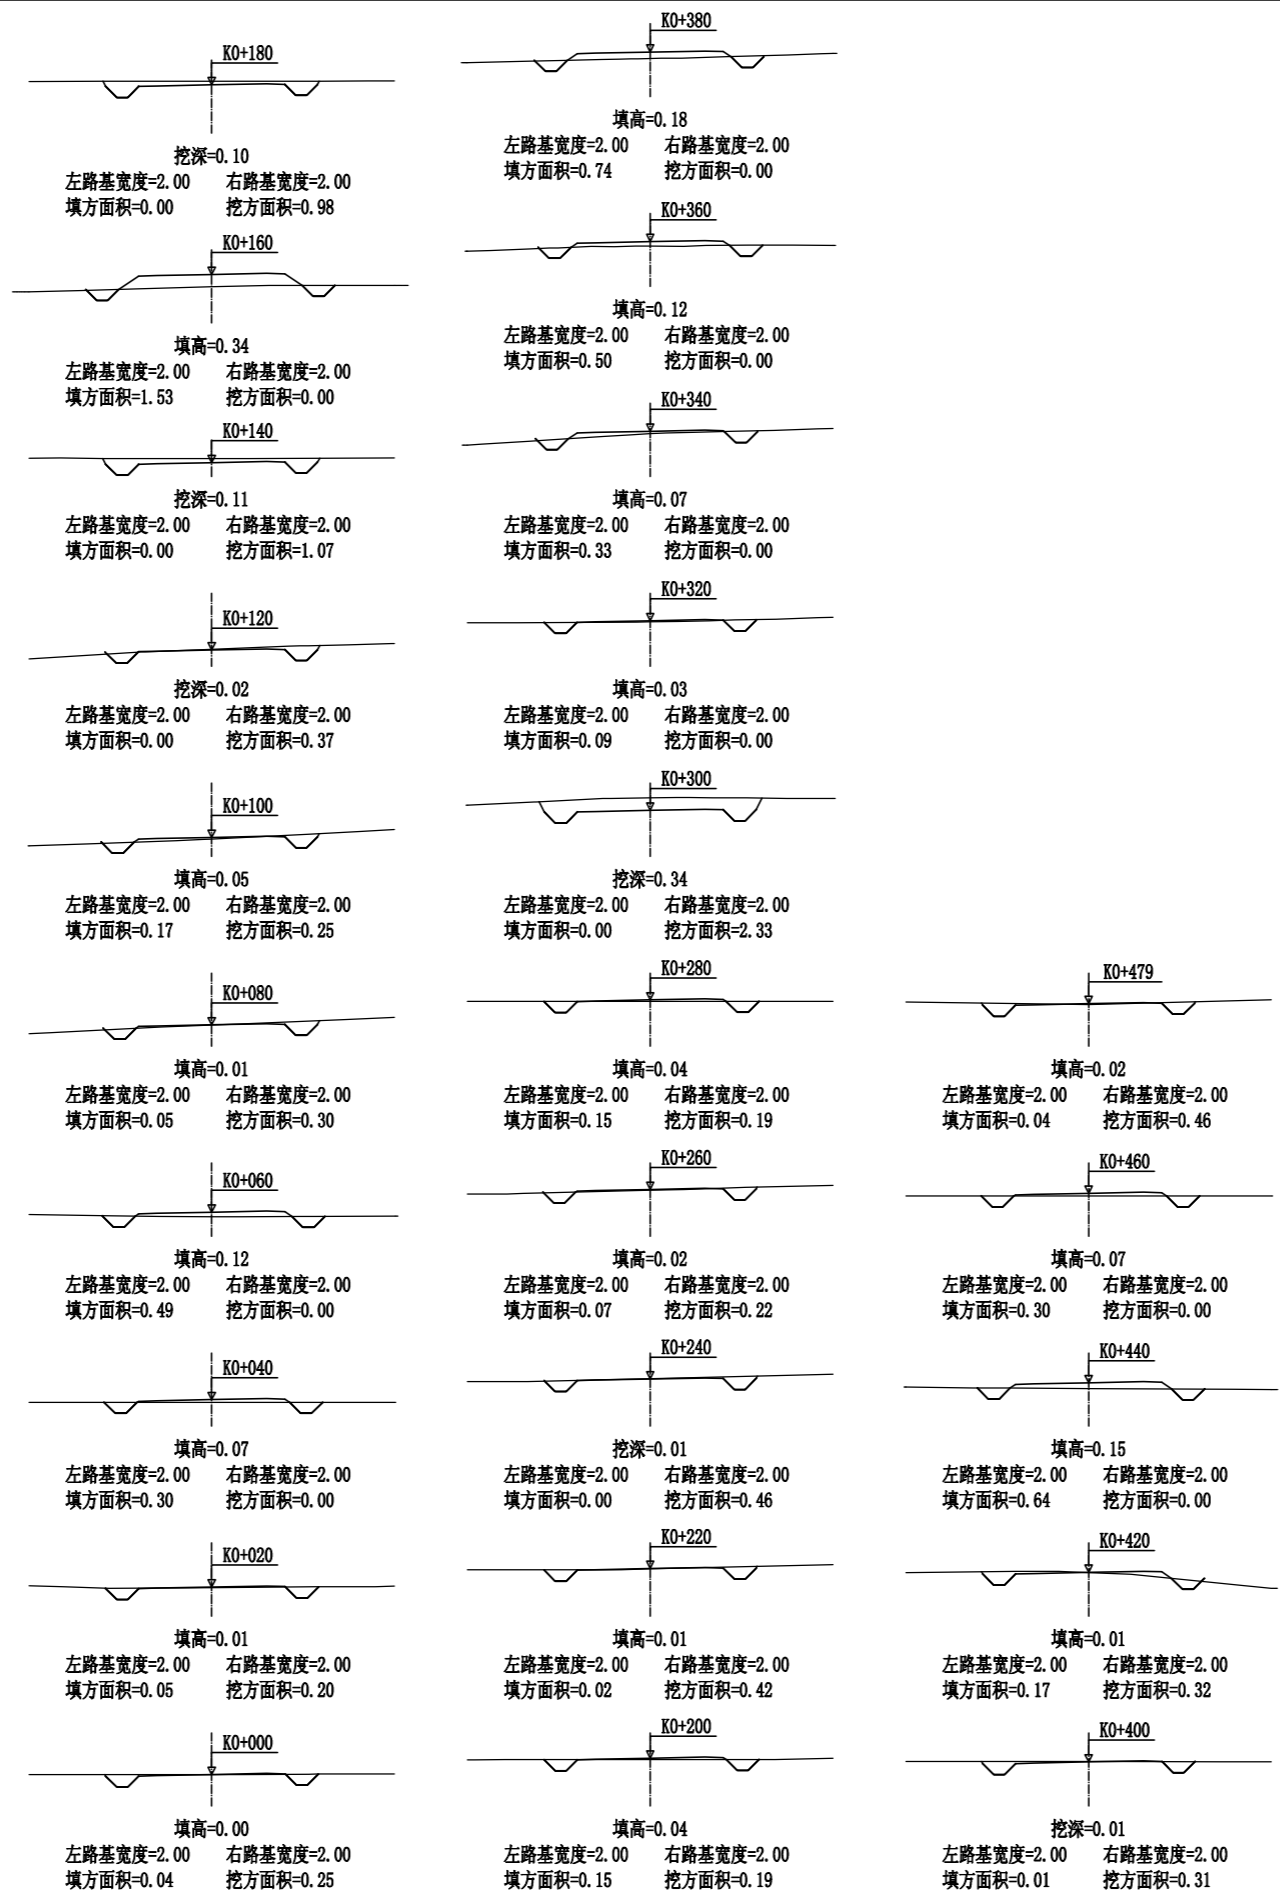 K0+180
挖深=0.10
左路基宽度=2.00 右路基宽度=2.00
填方面积=0.00 挖方面积=0.98
K0+160
填高=0.34
左路基宽度=2.00 右路基宽度=2.00
填方面积=1.53 挖方面积=0.00
K0+140
挖深=0.11
左路基宽度=2.00 右路基宽度=2.00
填方面积=0.00 挖方面积=1.07
K0+120
挖深=0.02
左路基宽度=2.00 右路基宽度=2.00
填方面积=0.00 挖方面积=0.37
K0+100
填高=0.05
左路基宽度=2.00 右路基宽度=2.00
填方面积=0.17 挖方面积=0.25
K0+080
填高=0.01
左路基宽度=2.00 右路基宽度=2.00
填方面积=0.05 挖方面积=0.30
K0+060
填高=0.12
左路基宽度=2.00 右路基宽度=2.00
填方面积=0.49 挖方面积=0.00
K0+040
填高=0.07
左路基宽度=2.00 右路基宽度=2.00
填方面积=0.30 挖方面积=0.00
K0+020
填高=0.01
左路基宽度=2.00 右路基宽度=2.00
填方面积=0.05 挖方面积=0.20
K0+000
填高=0.00
左路基宽度=2.00 右路基宽度=2.00
填方面积=0.04 挖方面积=0.25
K0+380
填高=0.18
左路基宽度=2.00 右路基宽度=2.00
填方面积=0.74 挖方面积=0.00
K0+360
填高=0.12
左路基宽度=2.00 右路基宽度=2.00
填方面积=0.50 挖方面积=0.00
K0+340
填高=0.07
左路基宽度=2.00 右路基宽度=2.00
填方面积=0.33 挖方面积=0.00
K0+320
填高=0.03
左路基宽度=2.00 右路基宽度=2.00
填方面积=0.09 挖方面积=0.00
K0+300
挖深=0.34
左路基宽度=2.00 右路基宽度=2.00
填方面积=0.00 挖方面积=2.33
K0+280
填高=0.04
左路基宽度=2.00 右路基宽度=2.00
填方面积=0.15 挖方面积=0.19
K0+260
填高=0.02
左路基宽度=2.00 右路基宽度=2.00
填方面积=0.07 挖方面积=0.22
K0+240
挖深=0.01
左路基宽度=2.00 右路基宽度=2.00
填方面积=0.00 挖方面积=0.46
K0+220
填高=0.01
左路基宽度=2.00 右路基宽度=2.00
填方面积=0.02 挖方面积=0.42
K0+200
填高=0.04
左路基宽度=2.00 右路基宽度=2.00
填方面积=0.15 挖方面积=0.19
K0+479
填高=0.02
左路基宽度=2.00 右路基宽度=2.00
填方面积=0.04 挖方面积=0.46
K0+460
填高=0.07
左路基宽度=2.00 右路基宽度=2.00
填方面积=0.30 挖方面积=0.00
K0+440
填高=0.15
左路基宽度=2.00 右路基宽度=2.00
填方面积=0.64 挖方面积=0.00
K0+420
填高=0.01
左路基宽度=2.00 右路基宽度=2.00
填方面积=0.17 挖方面积=0.32
K0+400
挖深=0.01
左路基宽度=2.00 右路基宽度=2.00
填方面积=0.01 挖方面积=0.31